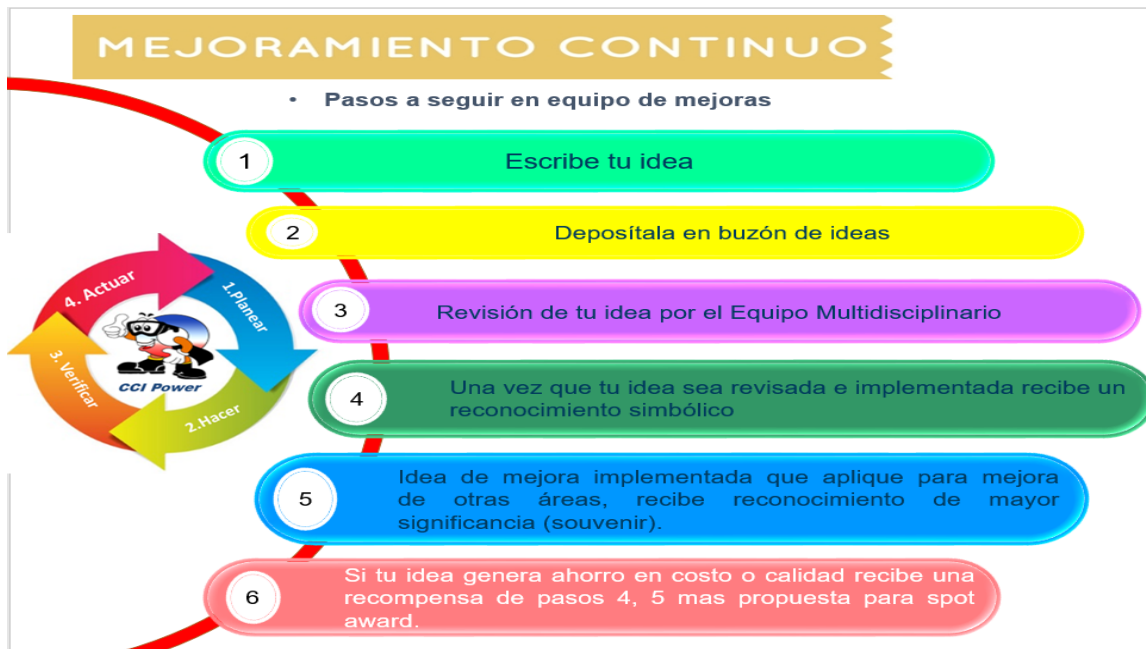 MEJORAMIENTO CONTINUO
• Pasos a seguir en equipo de mejoras
1
Escribe tu idea
2
Deposítala en buzón de ideas
3
Revisión de tu idea por el Equipo Multidisciplinario
4
Una vez que tu idea sea revisada e implementada recibe un
reconocimiento simbólico
5
Idea de mejora implementada que aplique para mejora
de otras áreas, recibe reconocimiento de mayor
significancia (souvenir).
6
Si tu idea genera ahorro en costo o calidad recibe una
recompensa de pasos 4, 5 mas propuesta para spot
award.
1.Planear
2.Hacer
3. Verificar
4. Actuar
CCI Power